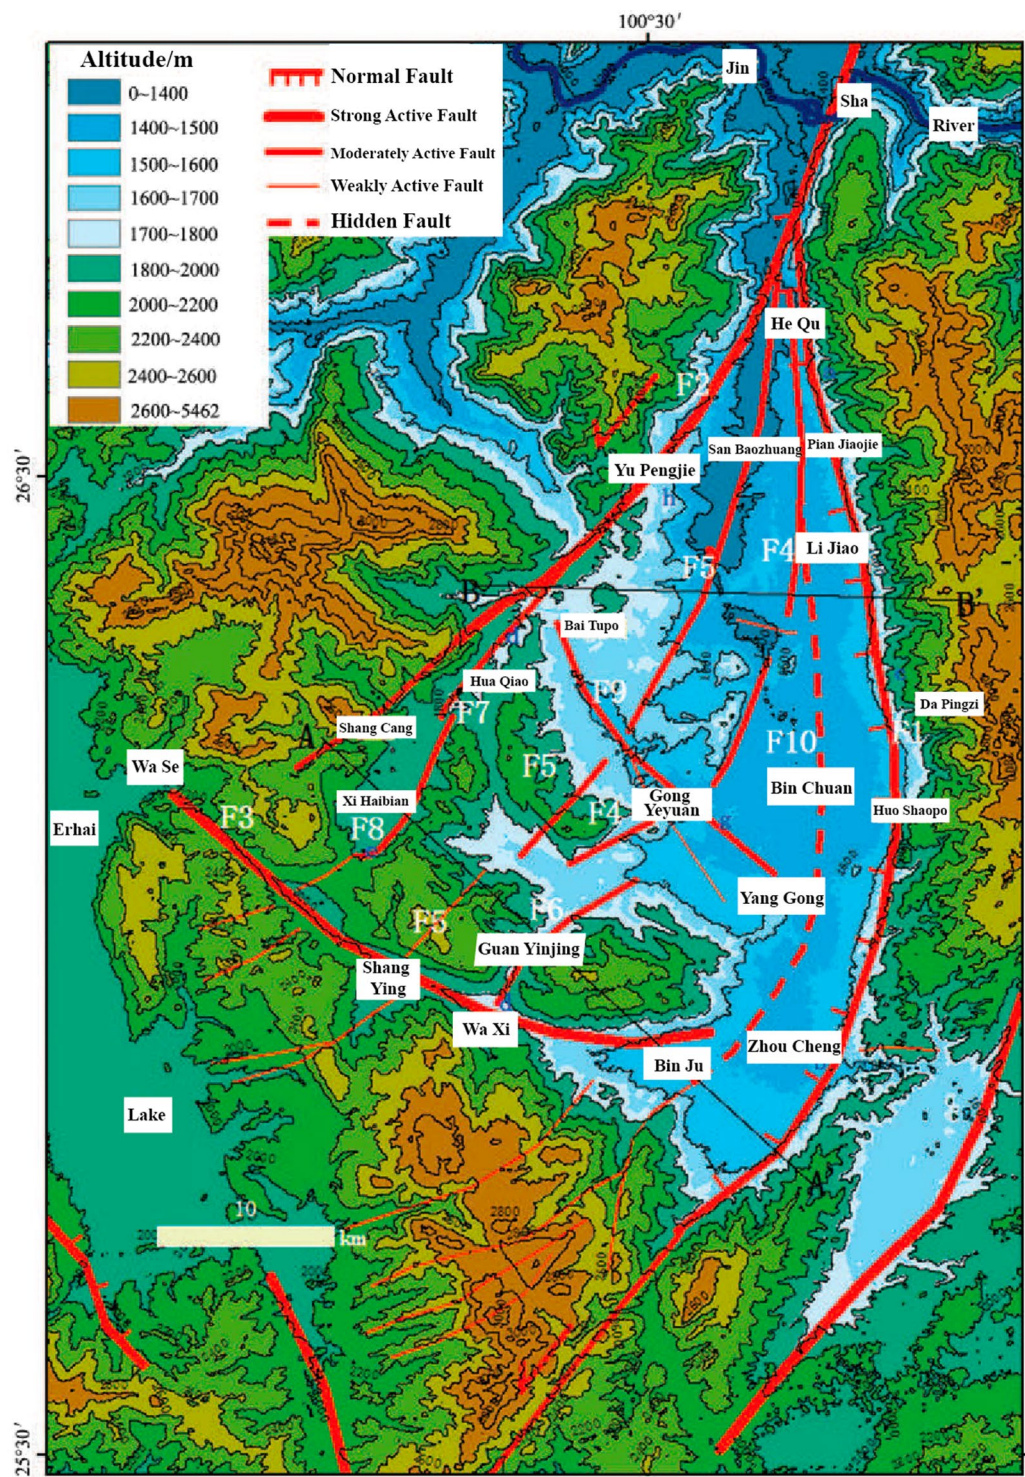 100°30′
Altitude/m
0~1400
1400~1500
1500~1600
1600~1700
1700~1800
1800~2000
2000~2200
2200~2400
2400~2600
2600~5462
Normal Fault
Strong Active Fault
Moderately Active Fault
Weakly Active Fault
Hidden Fault
Jin
Sha
River
He Qu
F2
San Baozhuang
Pian Jiaojie
Yu Pengjie
26°30′
H
F4
Li Jiao
F5
B
B′
Bai Tupo
Hua Qiao
F9
F7
Da Pingzi
Shang Cang
F1
A
F10
Wa Se
F5
Bin Chuan
Gong
Yeyuan
Xi Haibian
F4
Huo Shaopo
F3
F8
Erhai
Yang Gong
F5
F6
Guan Yinjing
Shang
Ying
Wa Xi
Zhou Cheng
Bin Ju
Lake
A′
10
km
2800
25°30′